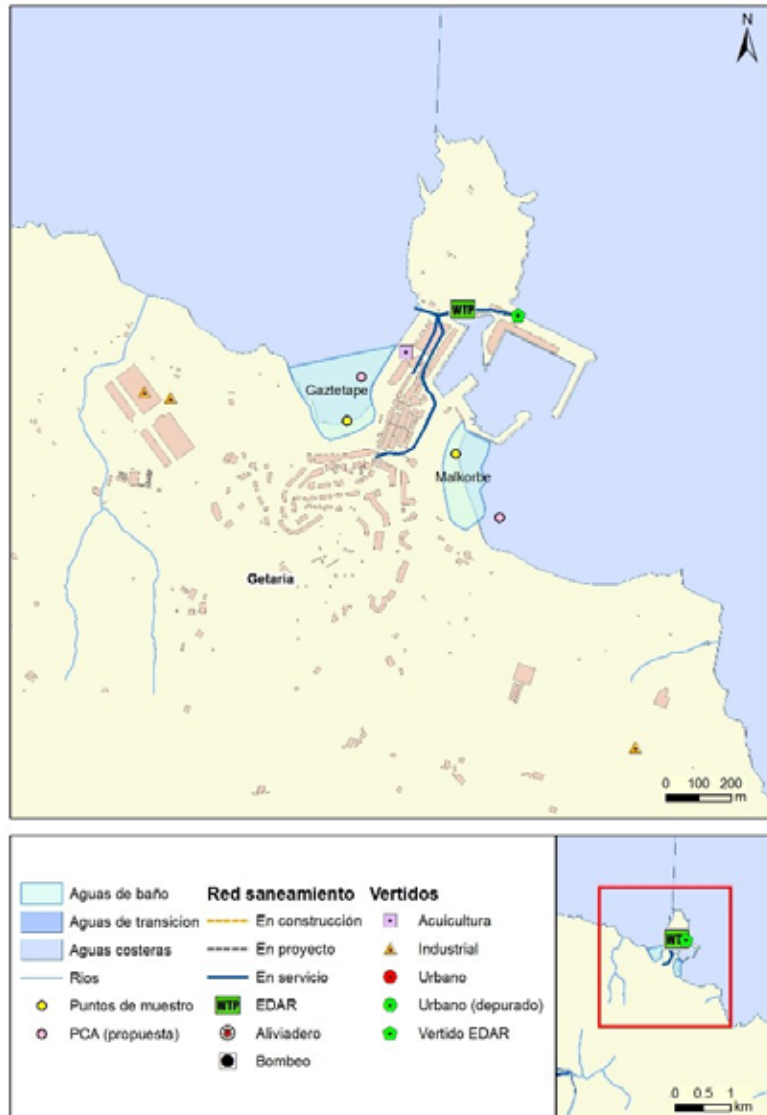 N
WTP
Gaztetape
Malkorbe
Getaria
0 100 200
m
Aguas de baño
Aguas de transicion
Aguas costeras
Rios
Puntos de muestro
PCA (propuesta)
Red saneamiento
En construcción
En proyecto
En servicio
WTP EDAR
Aliviadero
Bombeo
Vertidos
Acuicultura
Industrial
Urbano
Urbano (depurado)
Vertido EDAR
WT
0 0.5 1
km